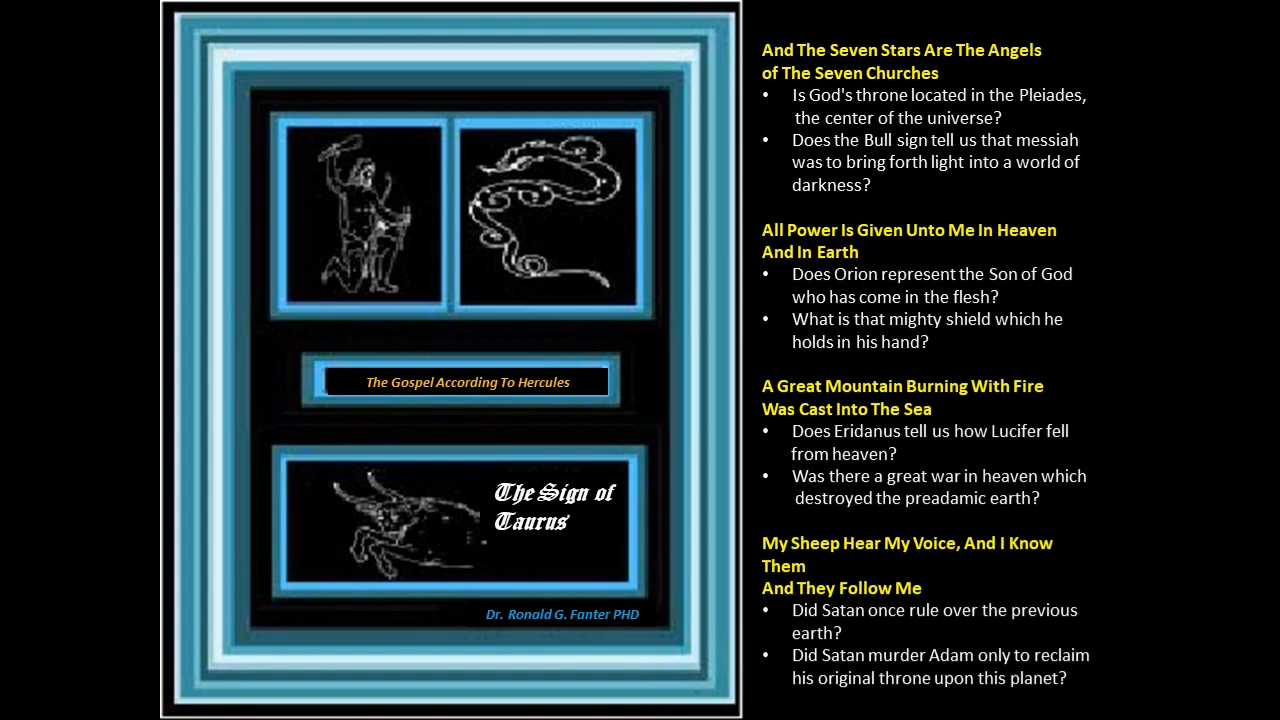 The Gospel According To Hercules
The Sign of
Taurus
Dr. Ronald G. Fanter PHD
And The Seven Stars Are The Angels
of The Seven Churches
• Is God's throne located in the Pleiades,
the center of the universe?
• Does the Bull sign tell us that messiah
was to bring forth light into a world of
darkness?
All Power Is Given Unto Me In Heaven
And In Earth
• Does Orion represent the Son of God
who has come in the flesh?
• What is that mighty shield which he
holds in his hand?
A Great Mountain Burning With Fire
Was Cast Into The Sea
• Does Eridanus tell us how Lucifer fell
from heaven?
• Was there a great war in heaven which
destroyed the preadamic earth?
My Sheep Hear My Voice, And I Know
Them
And They Follow Me
• Did Satan once rule over the previous
earth?
• Did Satan murder Adam only to reclaim
his original throne upon this planet?